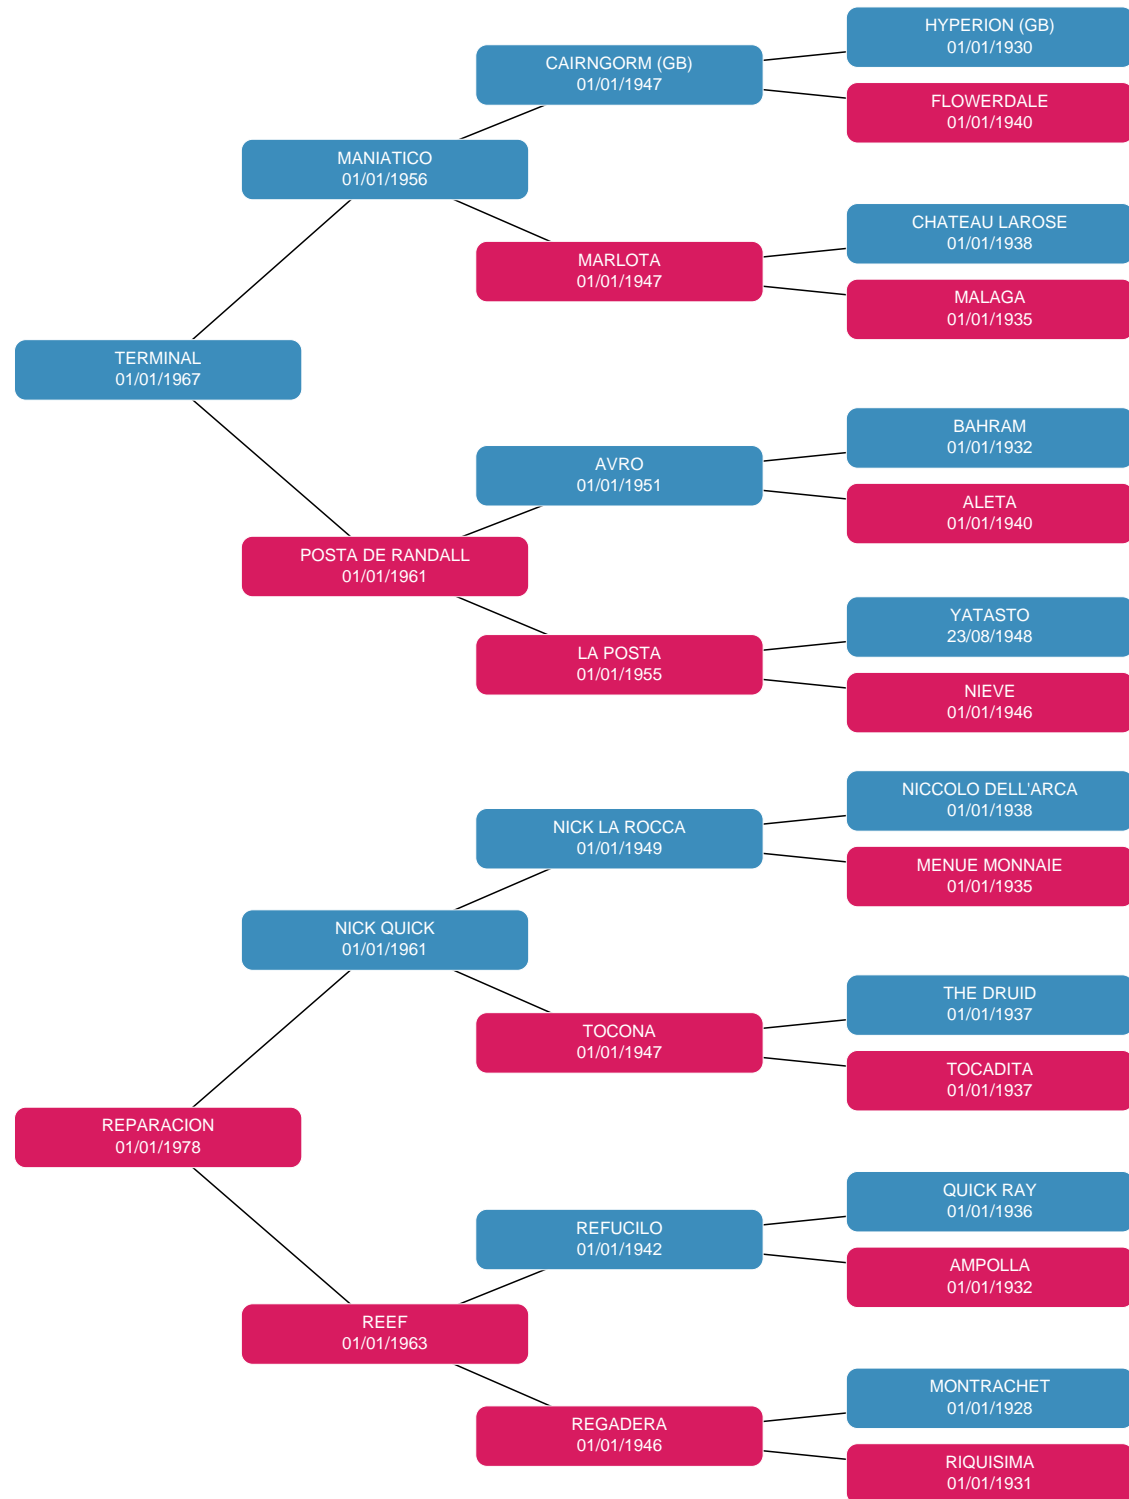 HYPERION (GB)
01/01/1930
CAIRNGORM (GB)
01/01/1947
FLOWERDALE
01/01/1940
MANIATICO
01/01/1956
CHATEAU LAROSE
01/01/1938
MARLOTA
01/01/1947
MALAGA
01/01/1935
TERMINAL
01/01/1967
BAHRAM
01/01/1932
AVRO
01/01/1951
ALETA
01/01/1940
POSTA DE RANDALL
01/01/1961
YATASTO
23/08/1948
LA POSTA
01/01/1955
NIEVE
01/01/1946
NICCOLO DELL'ARCA
01/01/1938
NICK LA ROCCA
01/01/1949
MENUE MONNAIE
01/01/1935
NICK QUICK
01/01/1961
THE DRUID
01/01/1937
TOCONA
01/01/1947
TOCADITA
01/01/1937
REPARACION
01/01/1978
QUICK RAY
01/01/1936
REFUCILO
01/01/1942
AMPOLLA
01/01/1932
REEF
01/01/1963
MONTRACHET
01/01/1928
REGADERA
01/01/1946
RIQUISIMA
01/01/1931